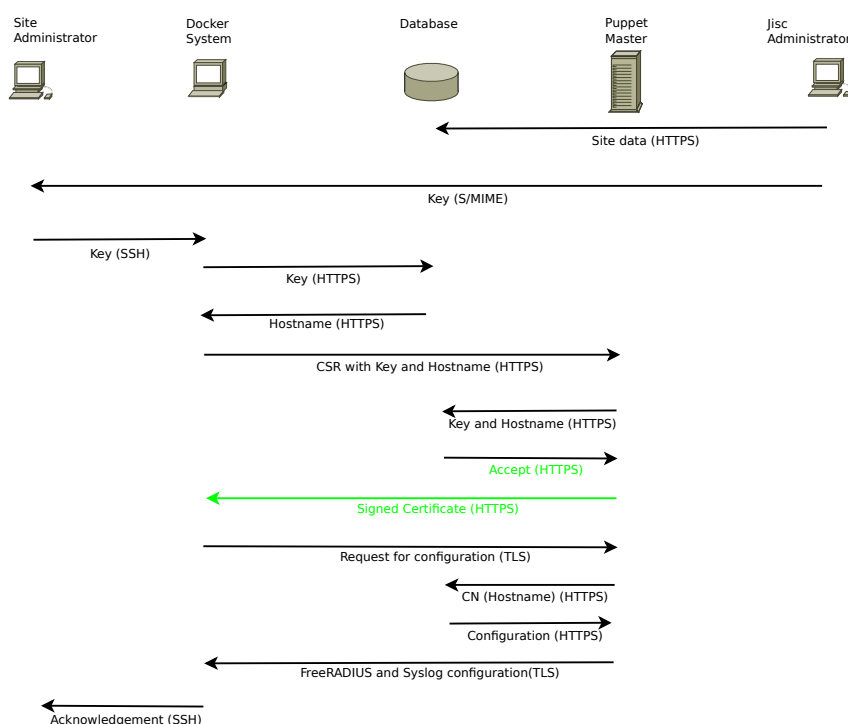 Site
Administrator
Docker
System
Database
Puppet
Master
Jisc
Administrator
Site data (HTTPS)
Key (S/MIME)
Key (SSH)
Key (HTTPS)
Hostname (HTTPS)
CSR with Key and Hostname (HTTPS)
Key and Hostname (HTTPS)
Accept (HTTPS)
Signed Certificate (HTTPS)
Request for configuration (TLS)
CN (Hostname) (HTTPS)
Configuration (HTTPS)
FreeRADIUS and Syslog configuration(TLS)
Acknowledgement (SSH)